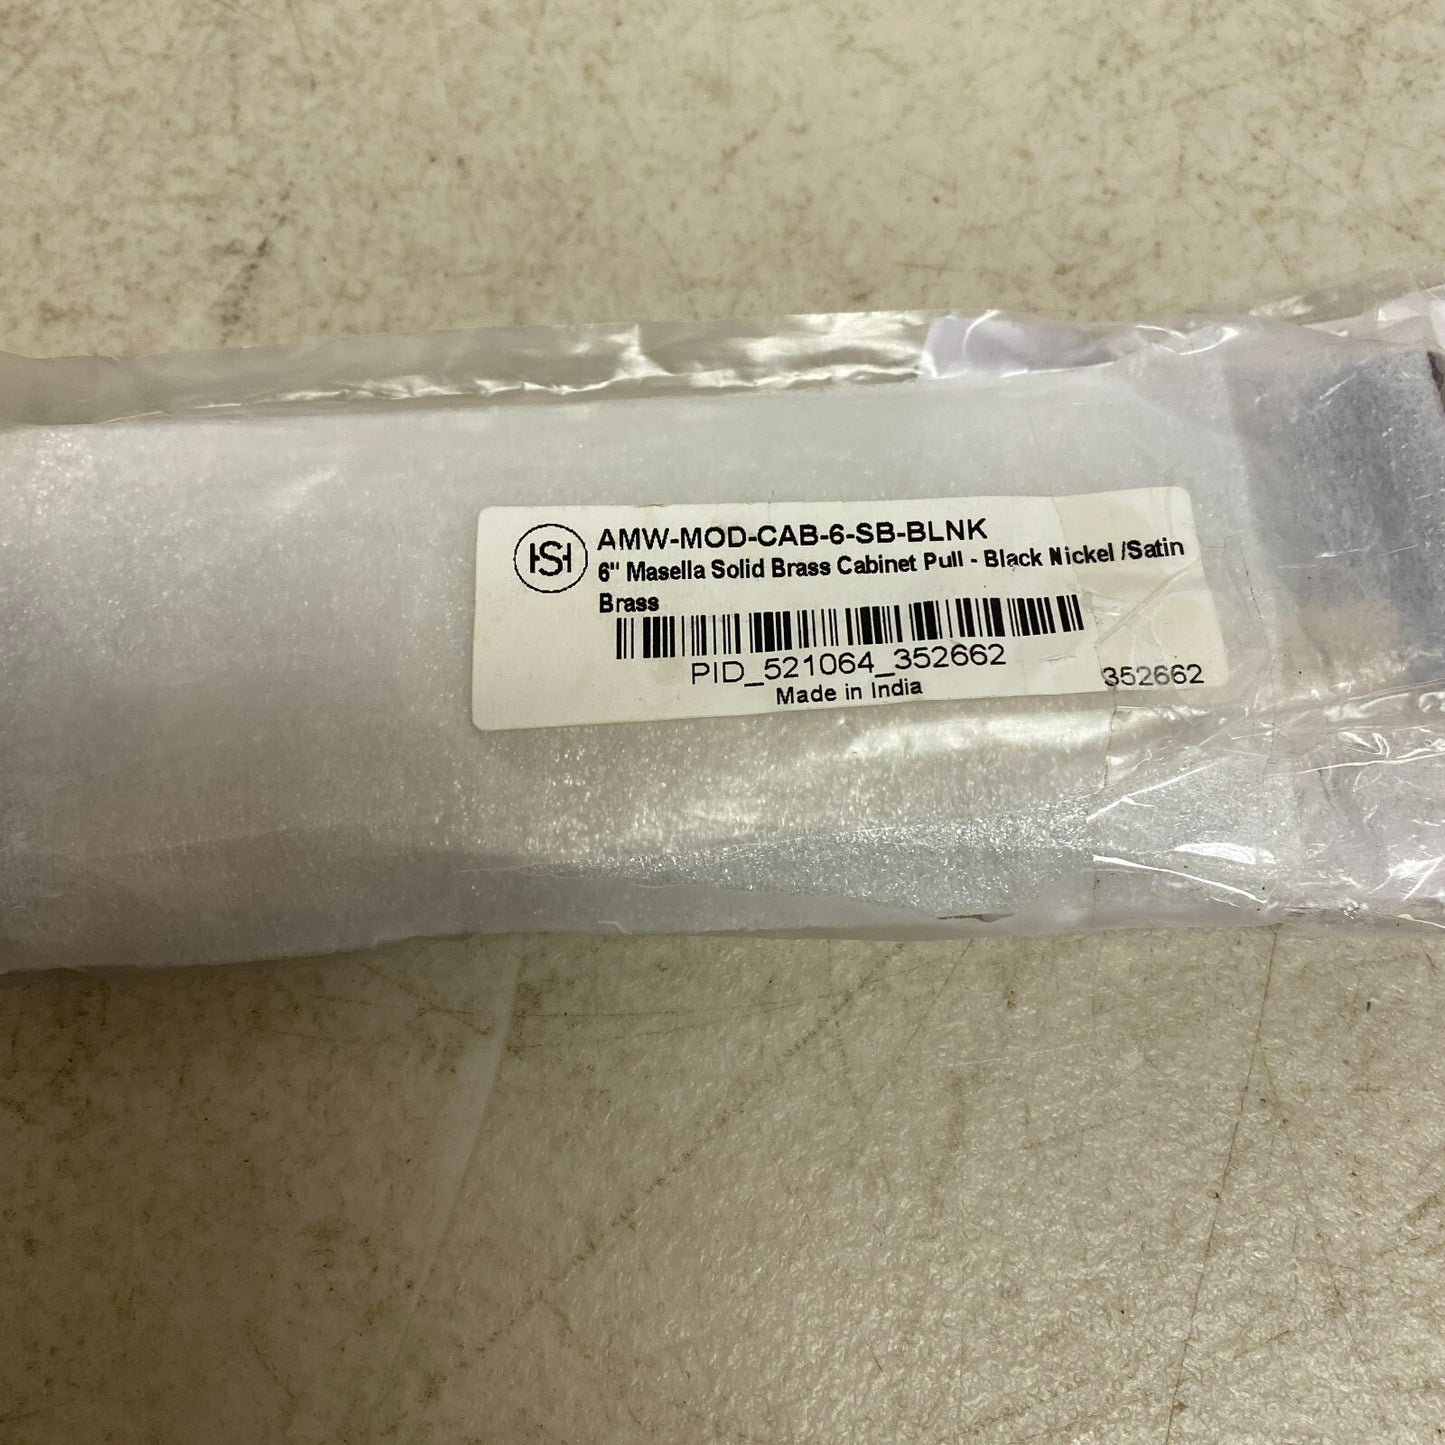 HSH
AMW-MOD-CAB-6-SB-BLNK
6" Masella Solid Brass Cabinet Pull - Black Nickel /Satin
Brass
PID_521064_352662
Made in India
352662